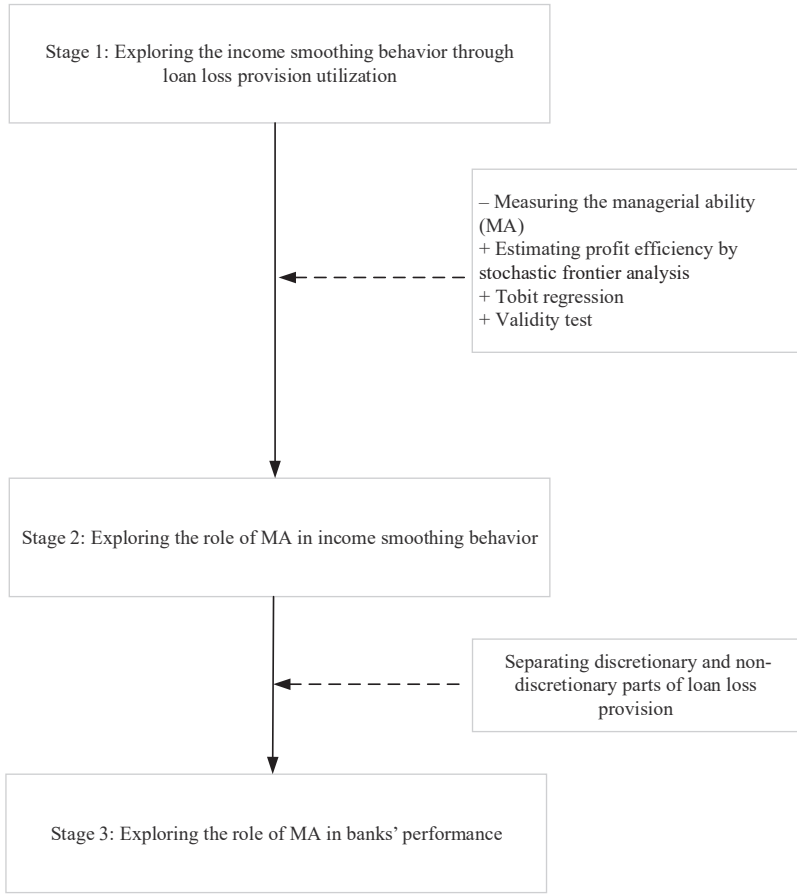 Stage 1: Exploring the income smoothing behavior through
loan loss provision utilization
– Measuring the managerial ability
(MA)
+ Estimating profit efficiency by
stochastic frontier analysis
+ Tobit regression
+ Validity test
Stage 2: Exploring the role of MA in income smoothing behavior
Separating discretionary and non-
discretionary parts of loan loss
provision
Stage 3: Exploring the role of MA in banks’ performance